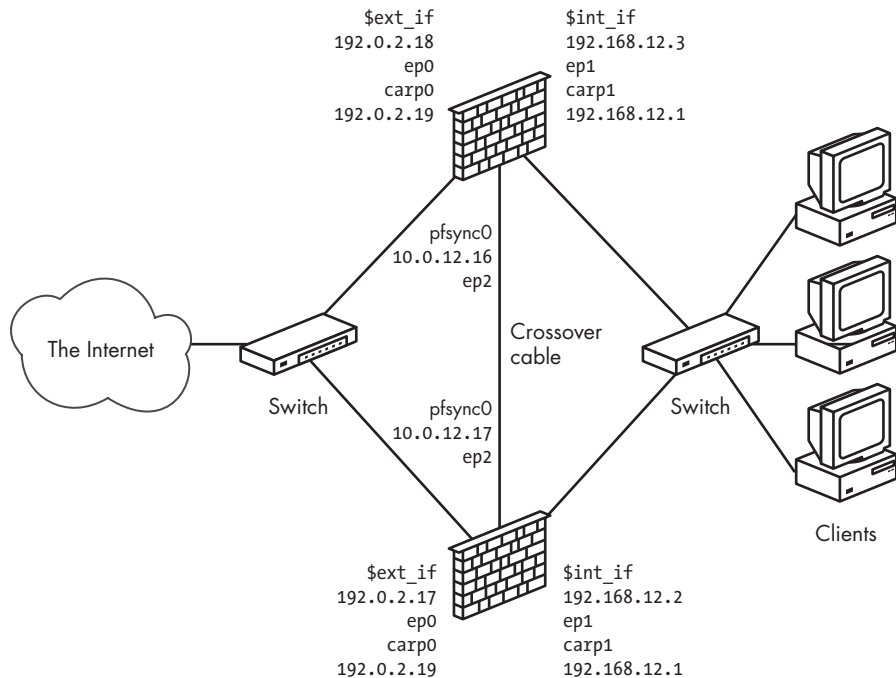 $ext_if
192.0.2.18
ep0
carp0
192.0.2.19
$int_if
192.168.12.3
ep1
carp1
192.168.12.1
pfsync0
10.0.12.16
ep2
The Internet
Switch
Crossover
cable
Switch
pfsync0
10.0.12.17
ep2
Clients
$ext_if
192.0.2.17
ep0
carp0
192.0.2.19
$int_if
192.168.12.2
ep1
carp1
192.168.12.1